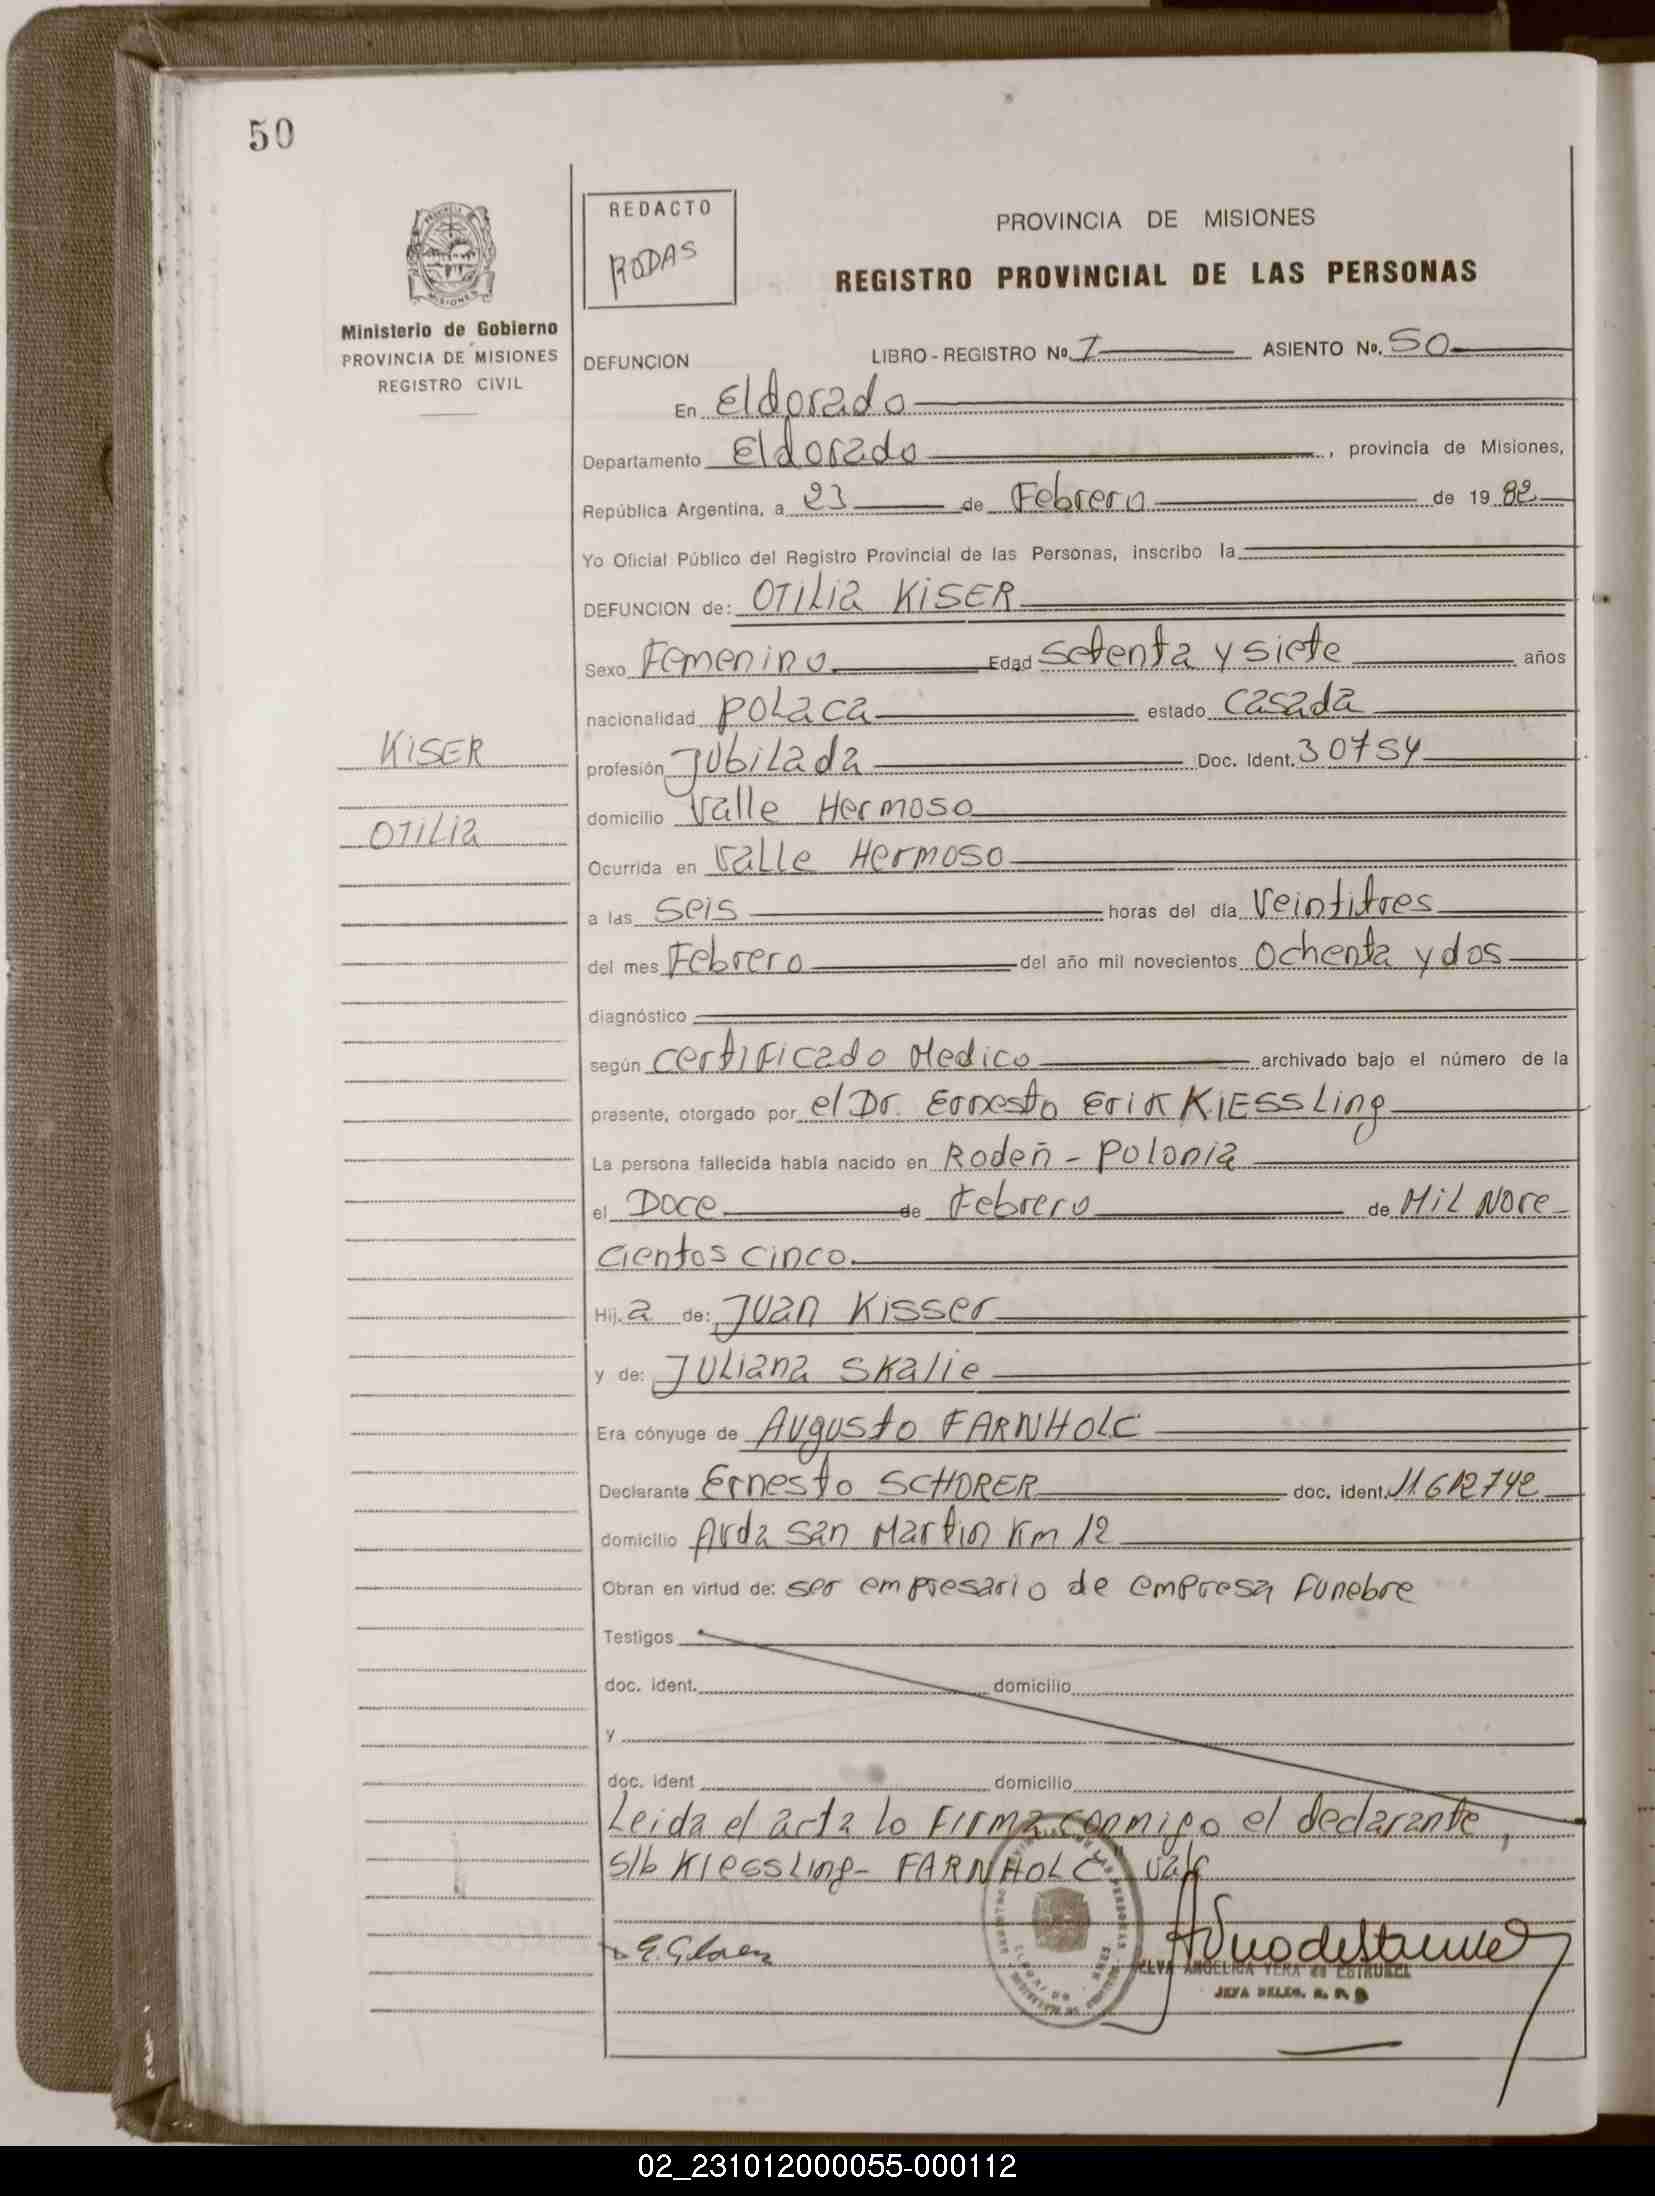 50
REDACTO
RODAS
PROVINCIA DE MISIONES
REGISTRO PROVINCIAL DE LAS PERSONAS
Ministerio de Gobierno
PROVINCIA DE MISIONES
REGISTRO CIVIL
DEFUNCION LIBRO - REGISTRO Nº 1 ASIENTO Nº. 50
En Eldorado
Departamento Eldorado, provincia de Misiones,
República Argentina, a 23 de Febrero de 1982
Yo Oficial Público del Registro Provincial de las Personas, inscribo la
DEFUNCION de: OTILIA KISER
Sexo Femenino Edad Setenta y siete años
nacionalidad POLACA estado Casada
KISER
profesión Jubilada Doc. Ident. 30754
domicilio Valle Hermoso
OTILIA
Ocurrida en Valle Hermoso
a las seis horas del día Veintitres
del mes Febrero del año mil novecientos Ochenta y dos
diagnóstico
según certificado Medico archivado bajo el número de la
presente, otorgado por el Dr. Ernesto Erik KIESSLing
La persona fallecida había nacido en Rodeñ - Polonia
el Doce de Febrero de Mil Nove
cientos cinco.
Hij.a de: Juan Kisser
y de: Juliana Skalie
Era cónyuge de Augusto FARNHOLC
Declarante Ernesto SCHORER doc. ident. 11.612742
domicilio Avda San Martin Km 12
Obran en virtud de: ser empresario de empresa Funebre
Testigos
doc. ident. domicilio
y
doc. ident domicilio
Leida el acta lo Firma conmigo el declarante,
s/b Kiessling - FARNHOLC vale
ELVA ANGELICA VERA de ESTRUBEL
JEFA DELEG. R. P. P
02_231012000055-000112